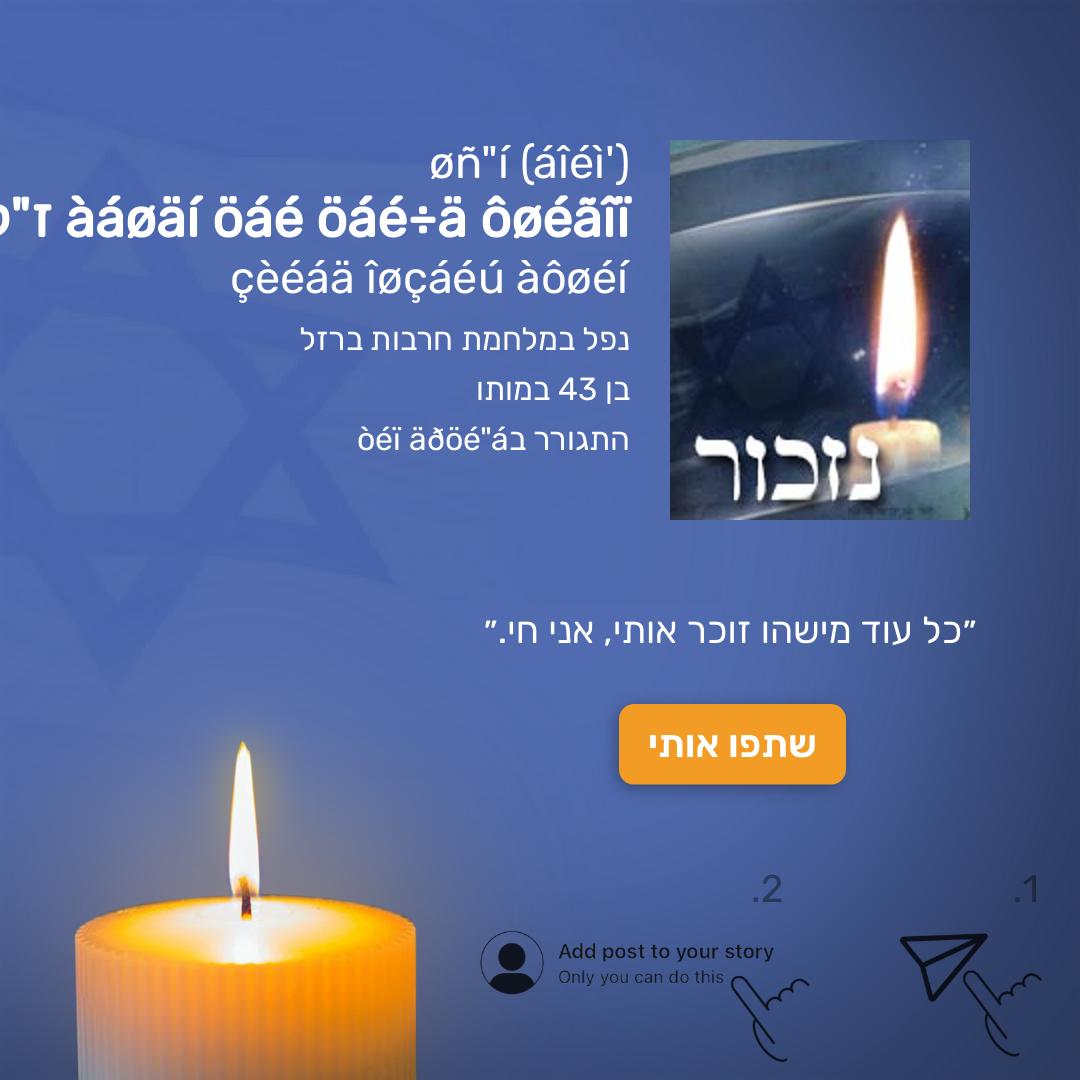 øñ"í (áîéì')
àáøäí öáé öáé÷ä ôøéãîï ז"ל
çèéáä îøçáéú àôøéí
נפל במלחמת חרבות ברזל
בן 43 במותו
התגורר בá"òéï äðöé
נזכור
״כל עוד מישהו זוכר אותי, אני חי.״
שתפו אותי
.1
.2
Add post to your story
Only you can do this